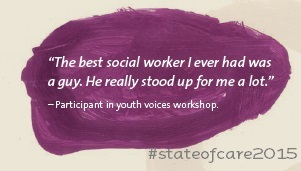 “The best social worker I ever had was
a guy. He really stood up for me a lot.”
– Participant in youth voices workshop.
#stateofcare2015